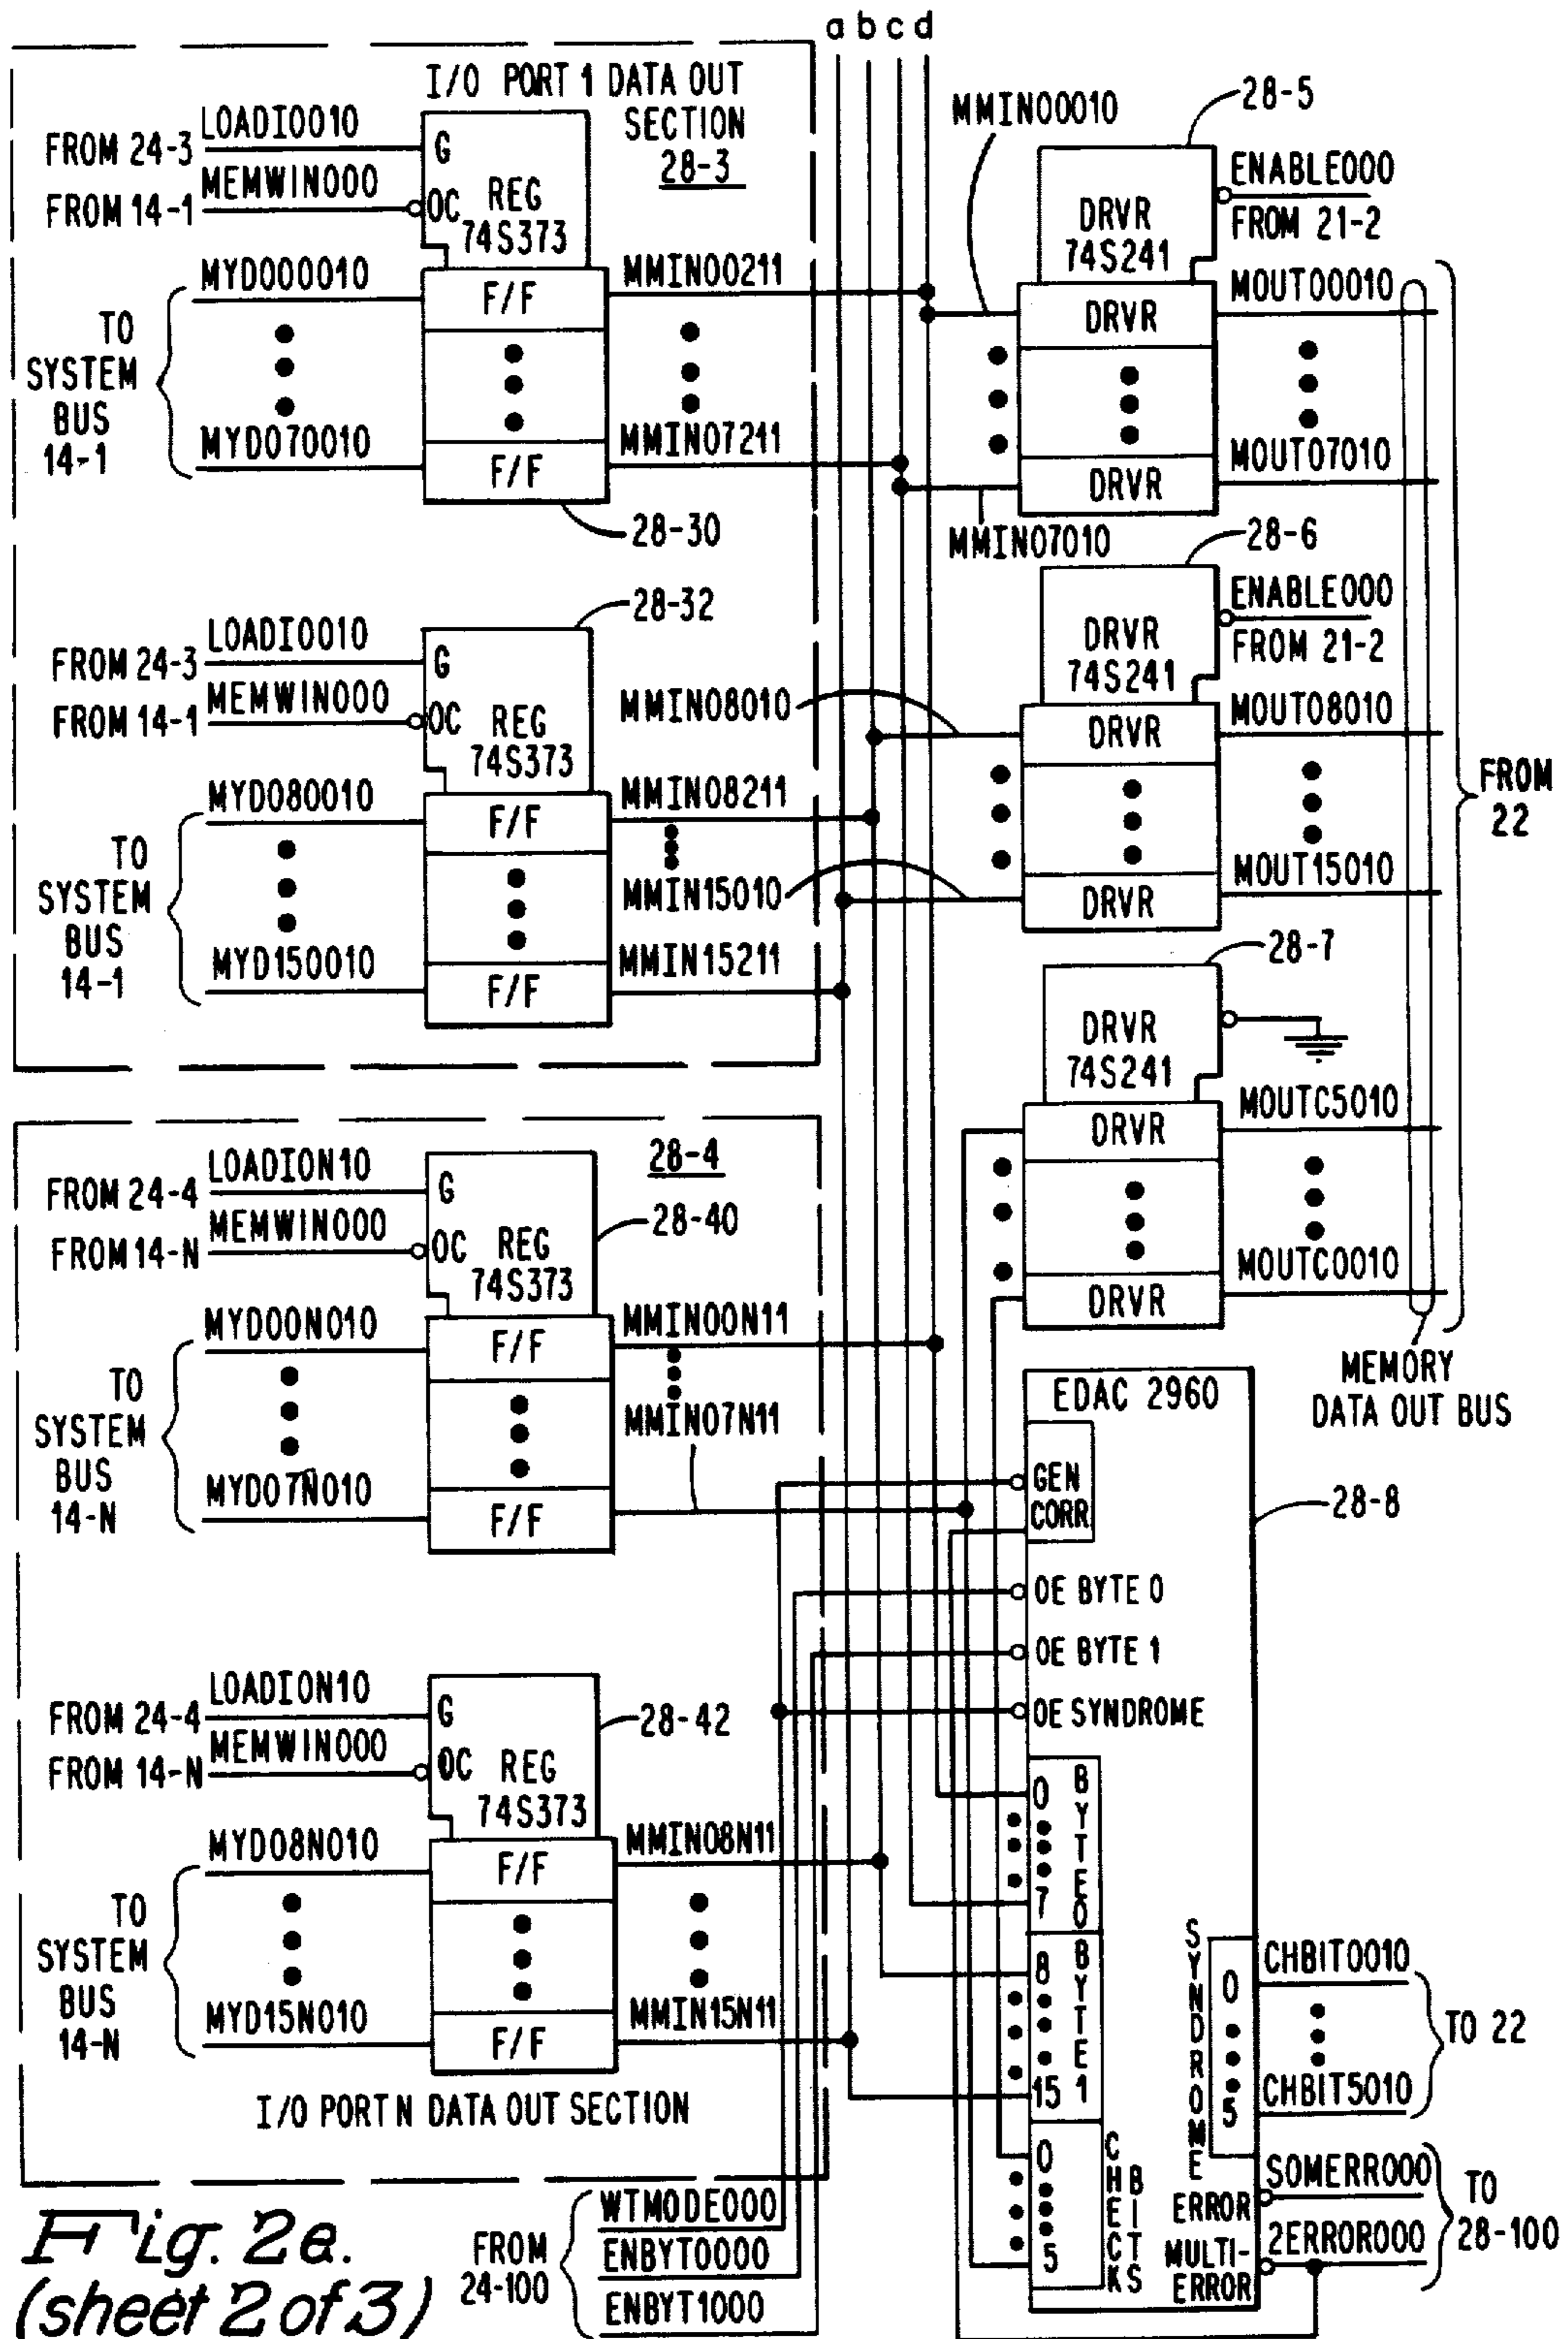 a b c d
I/O PORT 1 DATA OUT
SECTION
28-3
FROM 24-3
LOADI0010
G
FROM 14-1
MEMWIN000
OC
REG
74S373
TO
SYSTEM
BUS
14-1
MYD000010
F/F
MMIN00211
MYD070010
F/F
MMIN07211
28-30
28-32
FROM 24-3
LOADI0010
G
FROM 14-1
MEMWIN000
OC
REG
74S373
TO
SYSTEM
BUS
14-1
MYD080010
F/F
MMIN08211
MMIN15010
MYD150010
F/F
MMIN15211
MMIN00010
28-5
DRVR
74S241
ENABLE000
FROM 21-2
DRVR
MOUT00010
DRVR
MOUT07010
MMIN07010
28-6
DRVR
74S241
ENABLE000
FROM 21-2
MMIN08010
DRVR
MOUT08010
DRVR
MOUT15010
FROM
22
28-7
DRVR
74S241
DRVR
MOUTC5010
DRVR
MOUTC0010
MEMORY
DATA OUT BUS
28-4
FROM 24-4
LOADION10
G
28-40
FROM 14-N
MEMWIN000
OC
REG
74S373
TO
SYSTEM
BUS
14-N
MYD00N010
F/F
MMIN00N11
MMIN07N11
MYD07N010
F/F
FROM 24-4
LOADION10
G
28-42
FROM 14-N
MEMWIN000
OC
REG
74S373
TO
SYSTEM
BUS
14-N
MYD08N010
F/F
MMIN08N11
MYD15N010
F/F
MMIN15N11
I/O PORT N DATA OUT SECTION
EDAC 2960
GEN
CORR
28-8
OE BYTE 0
OE BYTE 1
OE SYNDROME
0
7
BYTE0
8
15
BYTE1
0
5
CHECK
BITS
SYNDROME
0
5
CHBIT0010
CHBIT5010
TO 22
ERROR
SOMERR000
MULTI-
ERROR
2ERROR000
TO
28-100
FROM
24-100
WTMODE000
ENBYT0000
ENBYT1000
Fig. 2e.
(sheet 2 of 3)